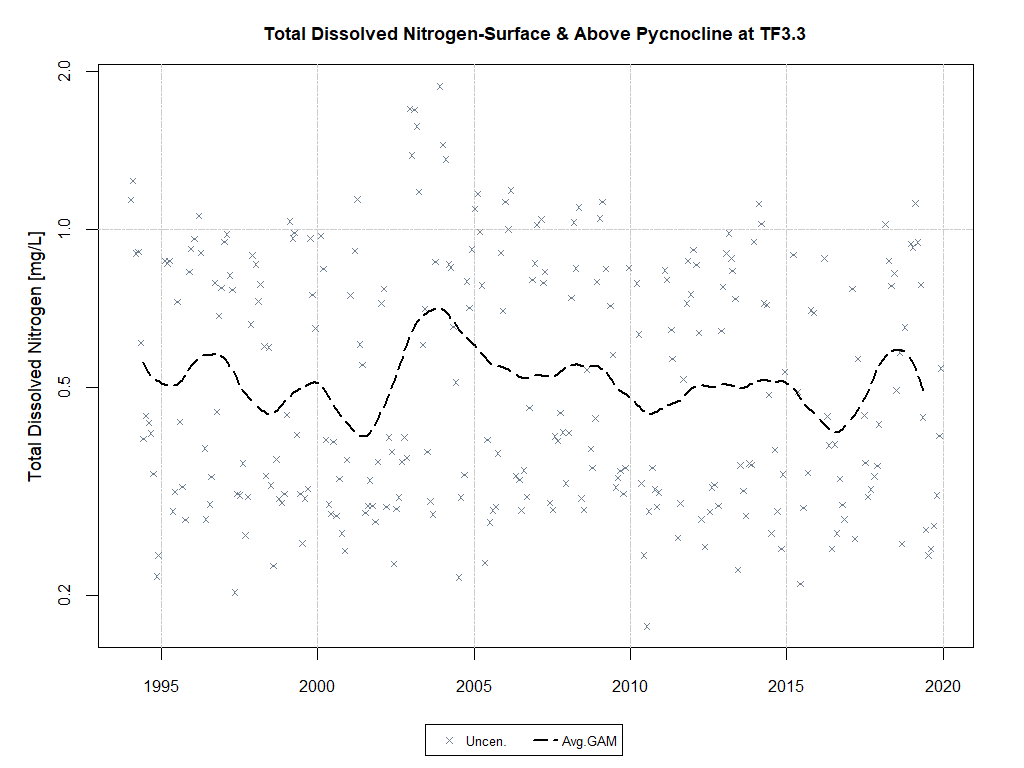 Total Dissolved Nitrogen-Surface & Above Pycnocline at TF3.3
Total Dissolved Nitrogen [mg/L]
2.0
1.0
0.5
0.2
1995 2000 2005 2010 2015 2020
Uncen. Avg.GAM